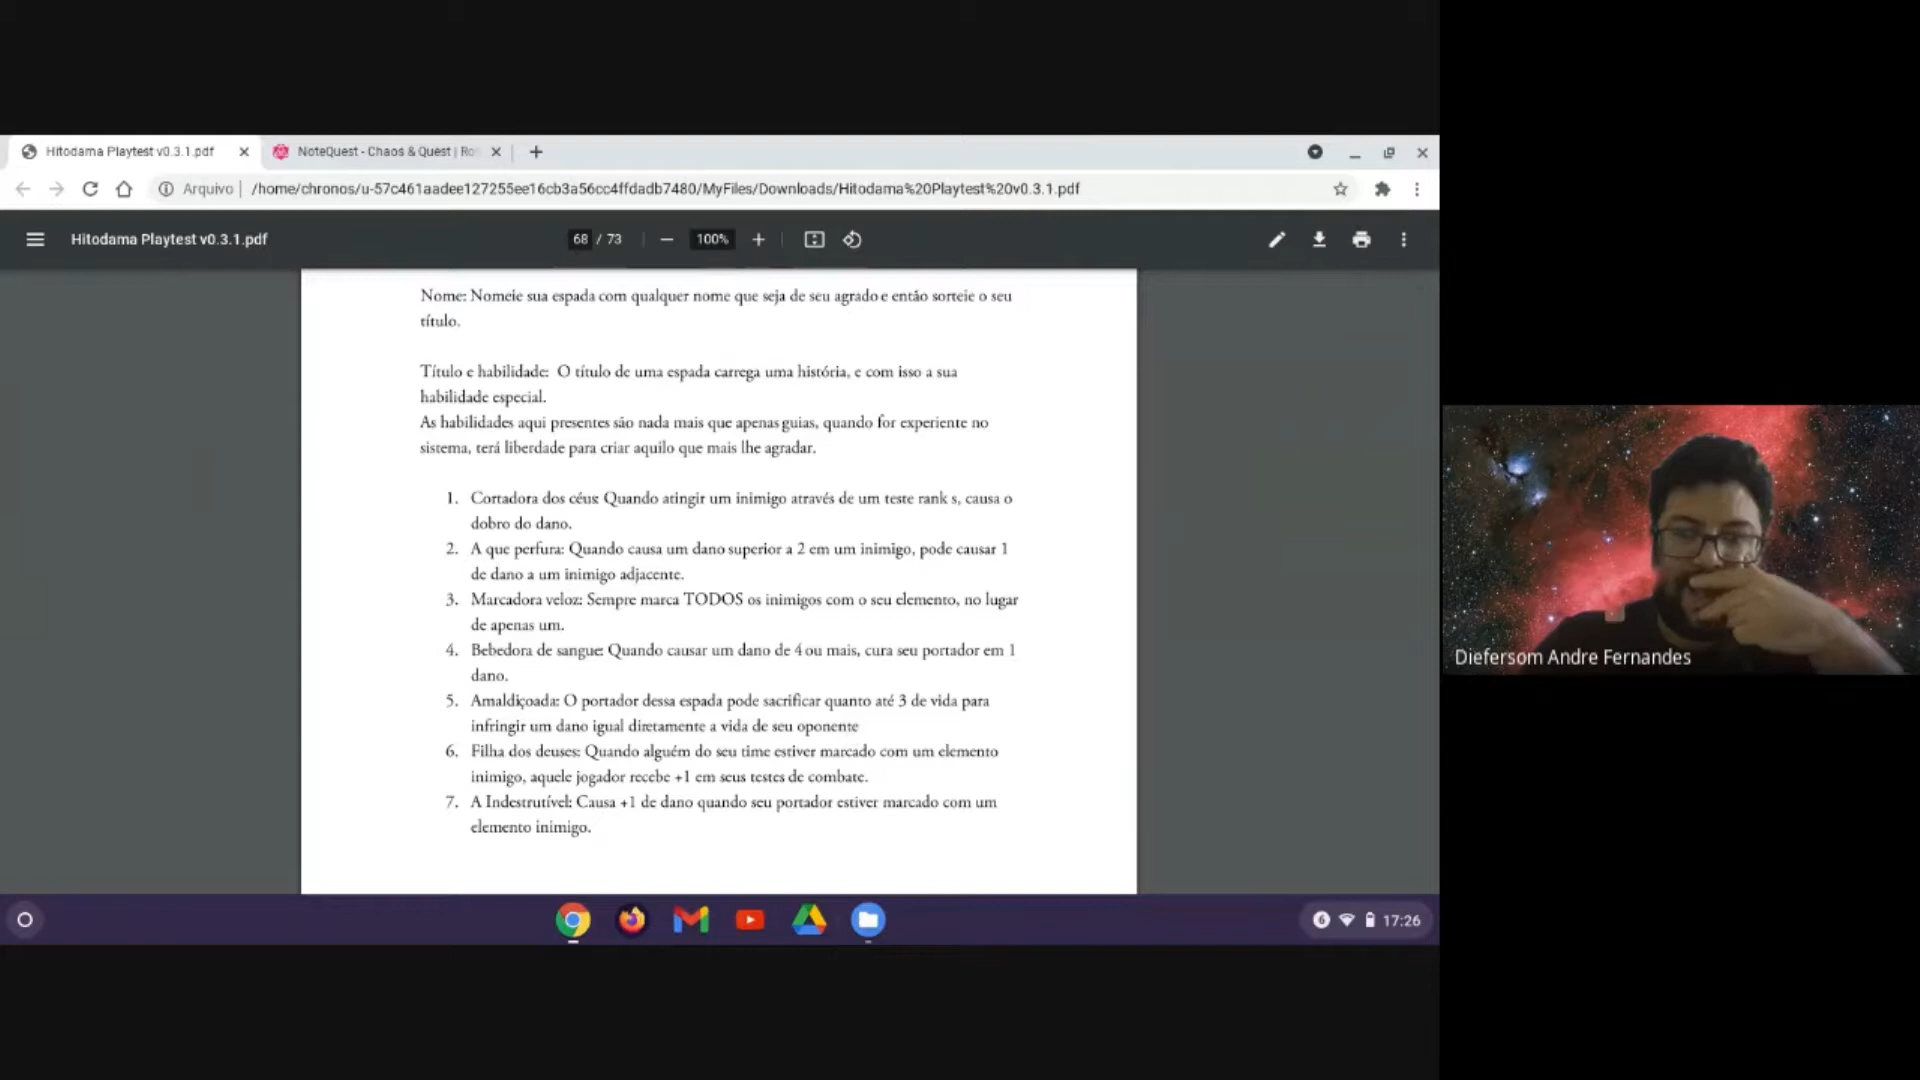 Hitodama Playtest v0.3.1.pdf
NoteQuest - Chaos & Quest | Ro
Arquivo
/home/chronos/u-57c461aadee127255ee16cb3a56cc4ffdadb7480/MyFiles/Downloads/Hitodama%20Playtest%20v0.3.1.pdf
Hitodama Playtest v0.3.1.pdf
68 / 73
100%
Nome: Nomeie sua espada com qualquer nome que seja de seu agrado e então sorteie o seu
título.
Título e habilidade: O título de uma espada carrega uma história, e com isso a sua
habilidade especial.
As habilidades aqui presentes são nada mais que apenas guias, quando for experiente no
sistema, terá liberdade para criar aquilo que mais lhe agradar.
1. Cortadora dos céus: Quando atingir um inimigo através de um teste rank s, causa o
dobro do dano.
2. A que perfura: Quando causa um dano superior a 2 em um inimigo, pode causar 1
de dano a um inimigo adjacente.
3. Marcadora veloz: Sempre marca TODOS os inimigos com o seu elemento, no lugar
de apenas um.
4. Bebedora de sangue: Quando causar um dano de 4 ou mais, cura seu portador em 1
dano.
5. Amaldiçoada: O portador dessa espada pode sacrificar quanto até 3 de vida para
infringir um dano igual diretamente a vida de seu oponente
6. Filha dos deuses: Quando alguém do seu time estiver marcado com um elemento
inimigo, aquele jogador recebe +1 em seus testes de combate.
7. A Indestrutível: Causa +1 de dano quando seu portador estiver marcado com um
elemento inimigo.
Diefersom Andre Fernandes
6
17:26